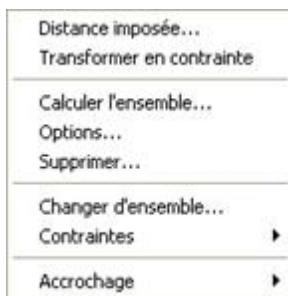 Distance imposée...
Transformer en contrainte
Calculer l'ensemble...
Options...
Supprimer...
Changer d'ensemble...
Contraintes
Accrochage